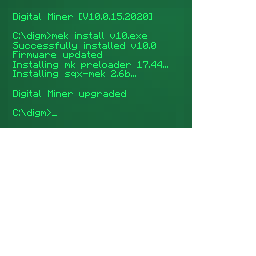 Digital Miner [V10.0.15.2020]
C:\digm>mek install v10.exe
Successfully installed v10.0
Firmware updated
Installing mk preloader 17.44...
Installing sqx-mek 2.6b...
Digital Miner upgraded
C:\digm>_